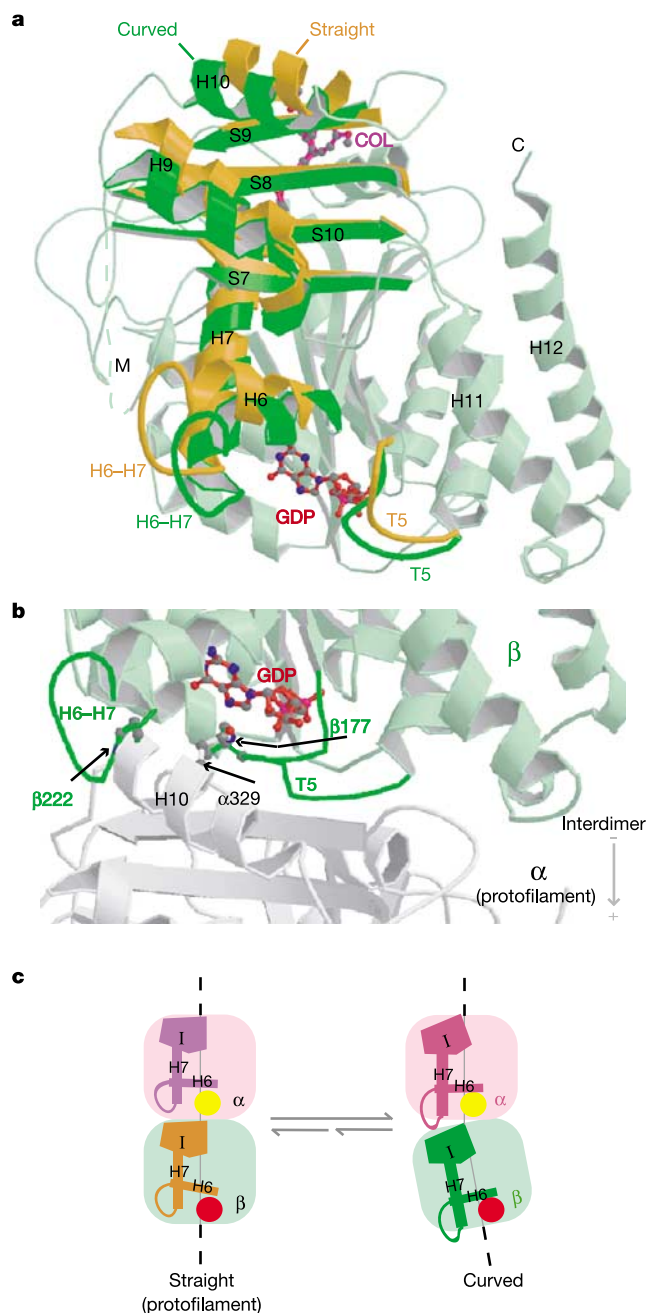 a
Curved
Straight
H10
S9
COL
H9
S8
C
S10
S7
H7
H12
M
H6
H11
H6–H7
H6–H7
GDP
T5
T5
b
β
GDP
H6–H7
β177
β222
H10
α329
T5
Interdimer
–
α
(protofilament)
+
c
I
I
H7
H6
α
H7
H6
α
I
I
H7
H6
β
H7
H6
β
Straight
(protofilament)
Curved